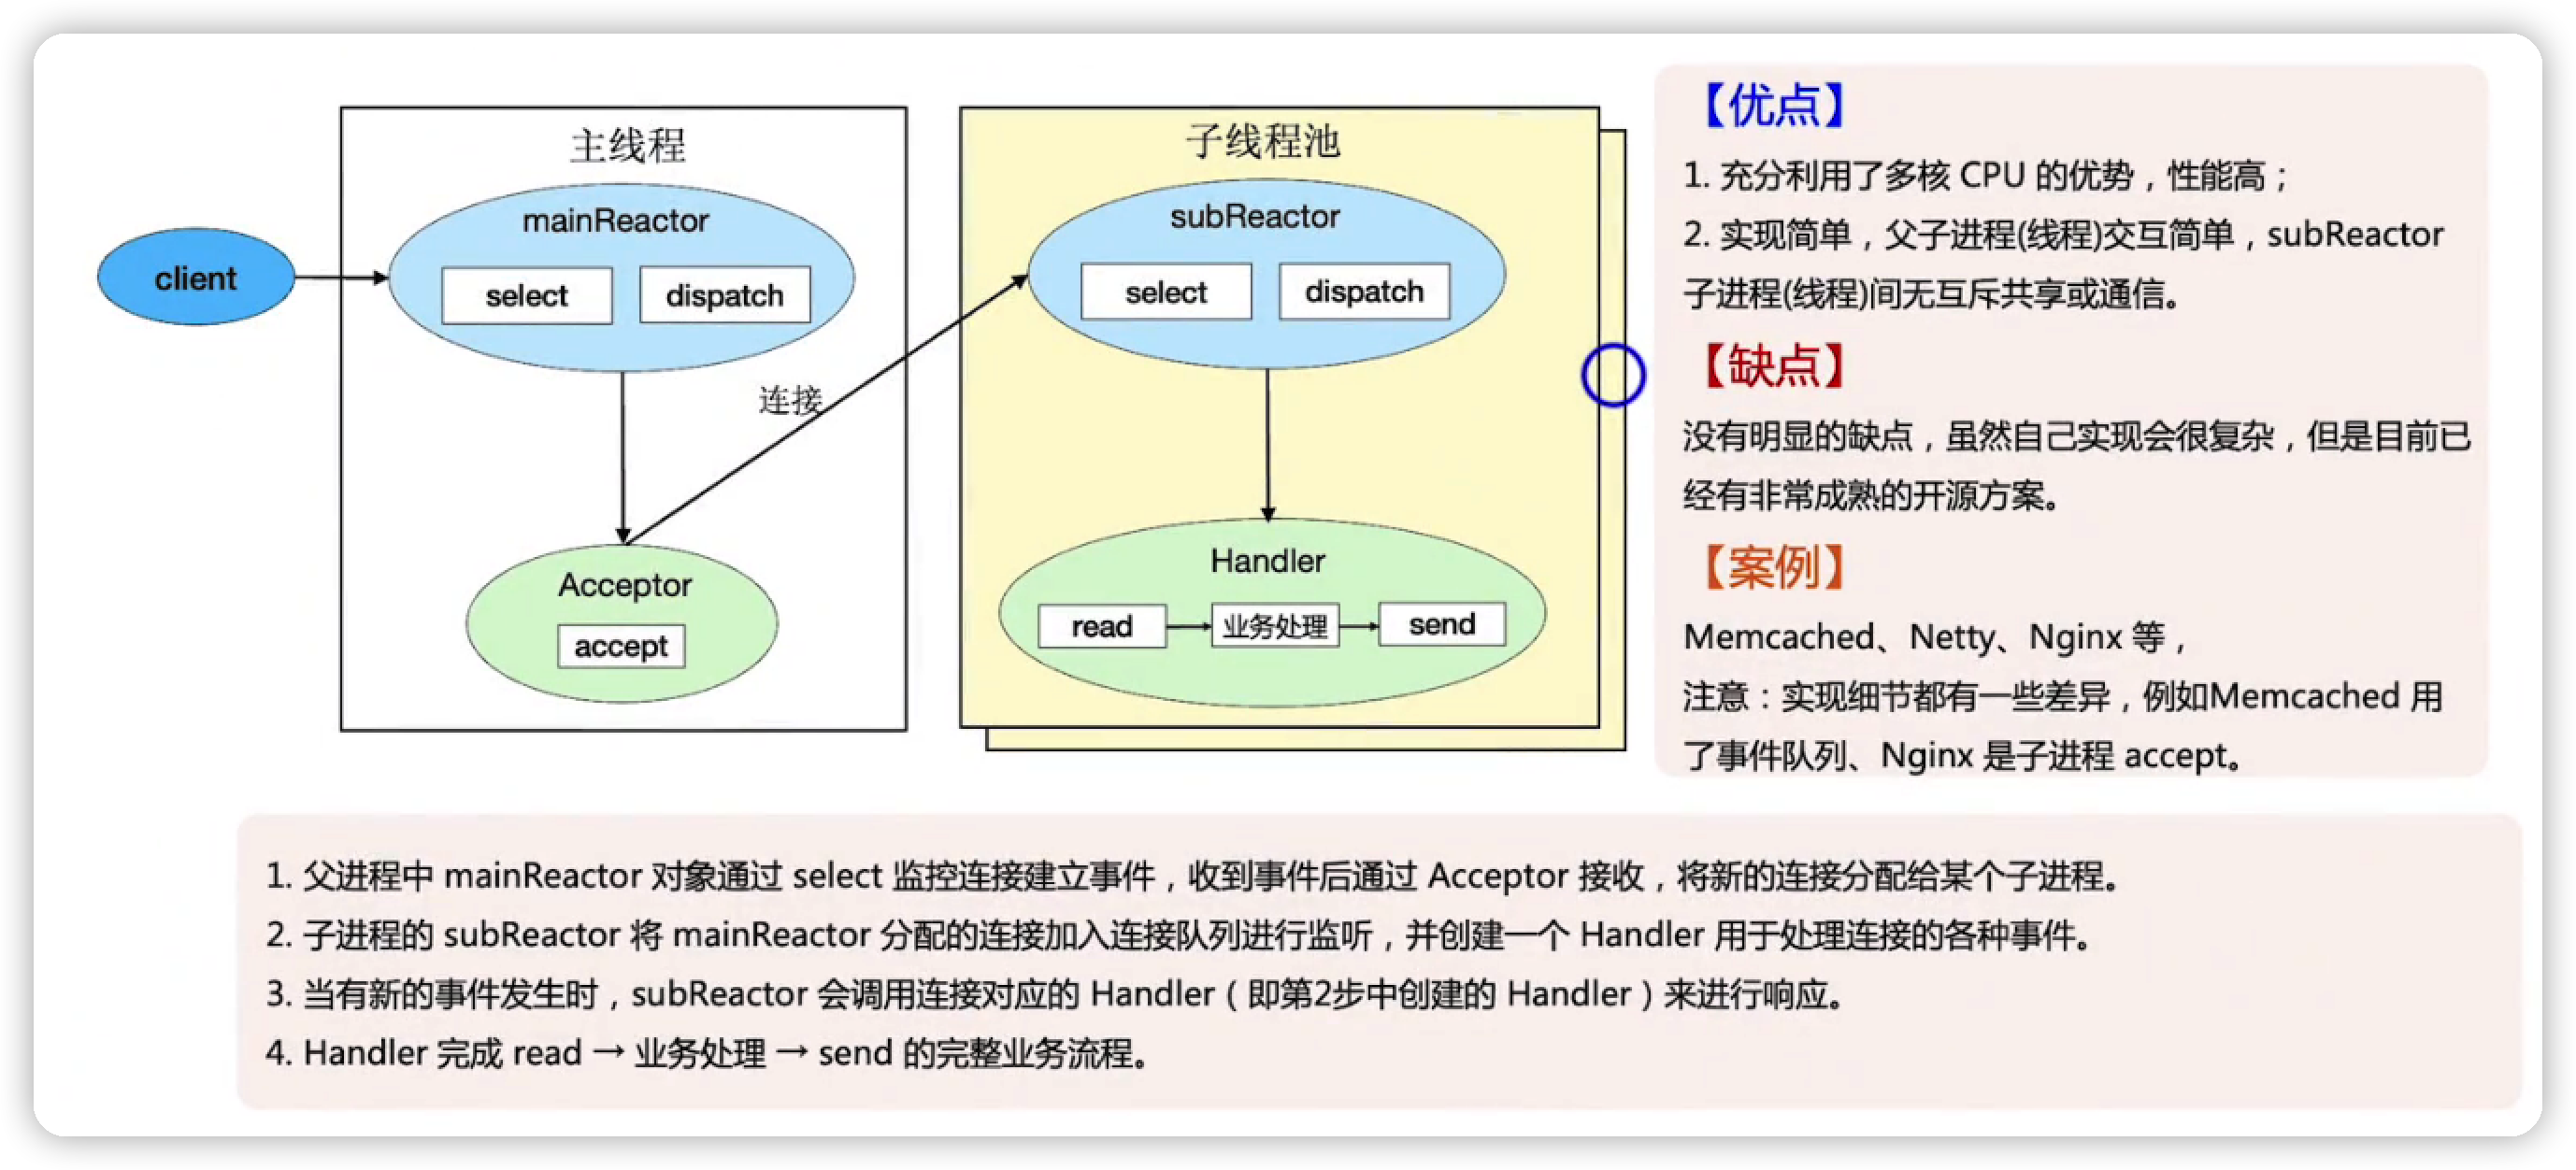 主线程
mainReactor
select
dispatch
client
连接
Acceptor
accept
子线程池
subReactor
select
dispatch
Handler
read
业务处理
send
【优点】
1. 充分利用了多核 CPU 的优势，性能高；
2. 实现简单，父子进程(线程)交互简单，subReactor
子进程(线程)间无互斥共享或通信。
【缺点】
没有明显的缺点，虽然自己实现会很复杂，但是目前已
经有非常成熟的开源方案。
【案例】
Memcached、Netty、Nginx 等，
注意：实现细节都有一些差异，例如Memcached 用
了事件队列、Nginx 是子进程 accept。
1. 父进程中 mainReactor 对象通过 select 监控连接建立事件，收到事件后通过 Acceptor 接收，将新的连接分配给某个子进程。
2. 子进程的 subReactor 将 mainReactor 分配的连接加入连接队列进行监听，并创建一个 Handler 用于处理连接的各种事件。
3. 当有新的事件发生时，subReactor 会调用连接对应的 Handler（即第2步中创建的 Handler）来进行响应。
4. Handler 完成 read → 业务处理 → send 的完整业务流程。